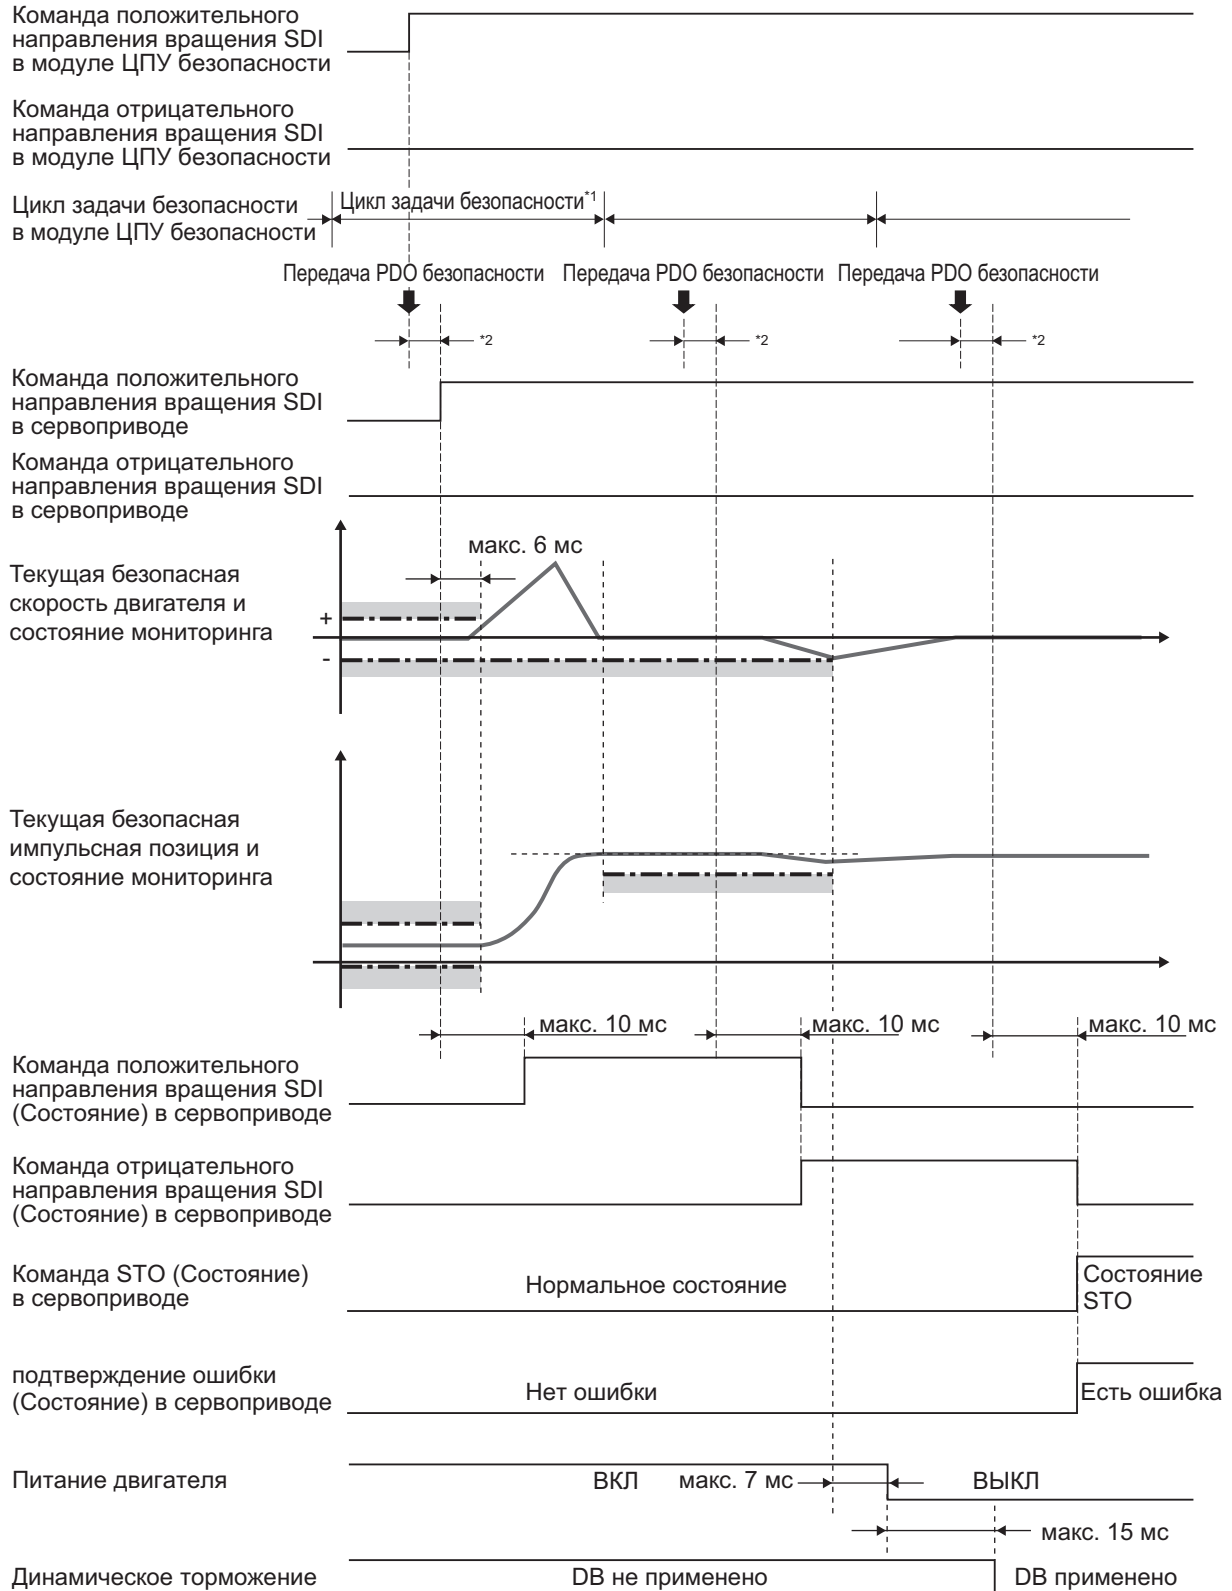 Команда положительного
направления вращения SDI
в модуле ЦПУ безопасности
Команда отрицательного
направления вращения SDI
в модуле ЦПУ безопасности
Цикл задачи безопасности
в модуле ЦПУ безопасности
Цикл задачи безопасности*1
Передача PDO безопасности
Передача PDO безопасности
Передача PDO безопасности
*2
*2
*2
Команда положительного
направления вращения SDI
в сервоприводе
Команда отрицательного
направления вращения SDI
в сервоприводе
макс. 6 мс
Текущая безопасная
скорость двигателя и
состояние мониторинга
+
-
Текущая безопасная
импульсная позиция и
состояние мониторинга
макс. 10 мс
макс. 10 мс
макс. 10 мс
Команда положительного
направления вращения SDI
(Состояние) в сервоприводе
Команда отрицательного
направления вращения SDI
(Состояние) в сервоприводе
Команда STO (Состояние)
в сервоприводе
Нормальное состояние
Состояние
STO
подтверждение ошибки
(Состояние) в сервоприводе
Нет ошибки
Есть ошибка
Питание двигателя
ВКЛ
макс. 7 мс
ВЫКЛ
макс. 15 мс
Динамическое торможение
DB не применено
DB применено